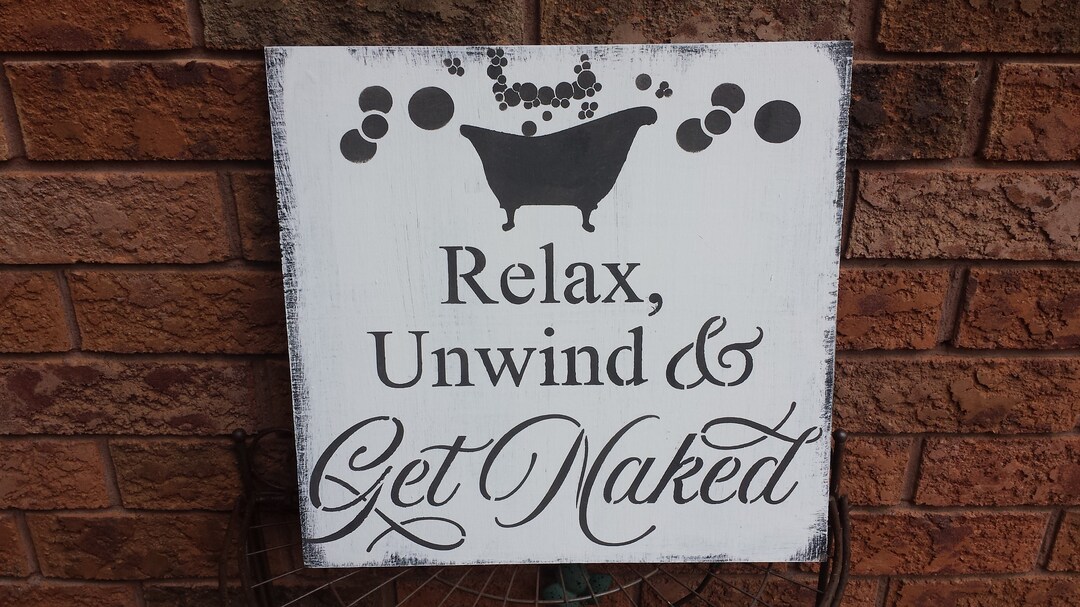 Relax,
Unwind &
Get Naked